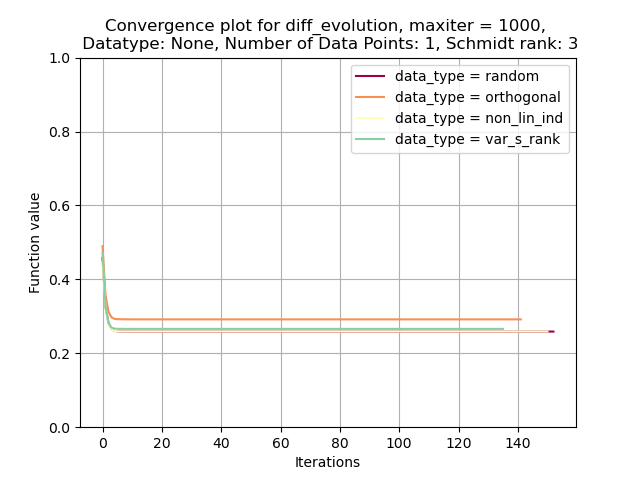 Convergence plot for diff_evolution, maxiter = 1000,
Datatype: None, Number of Data Points: 1, Schmidt rank: 3
1.0
0.8
0.6
0.4
0.2
0.0
Function value
data_type = random
data_type = orthogonal
data_type = non_lin_ind
data_type = var_s_rank
0 20 40 60 80 100 120 140
Iterations